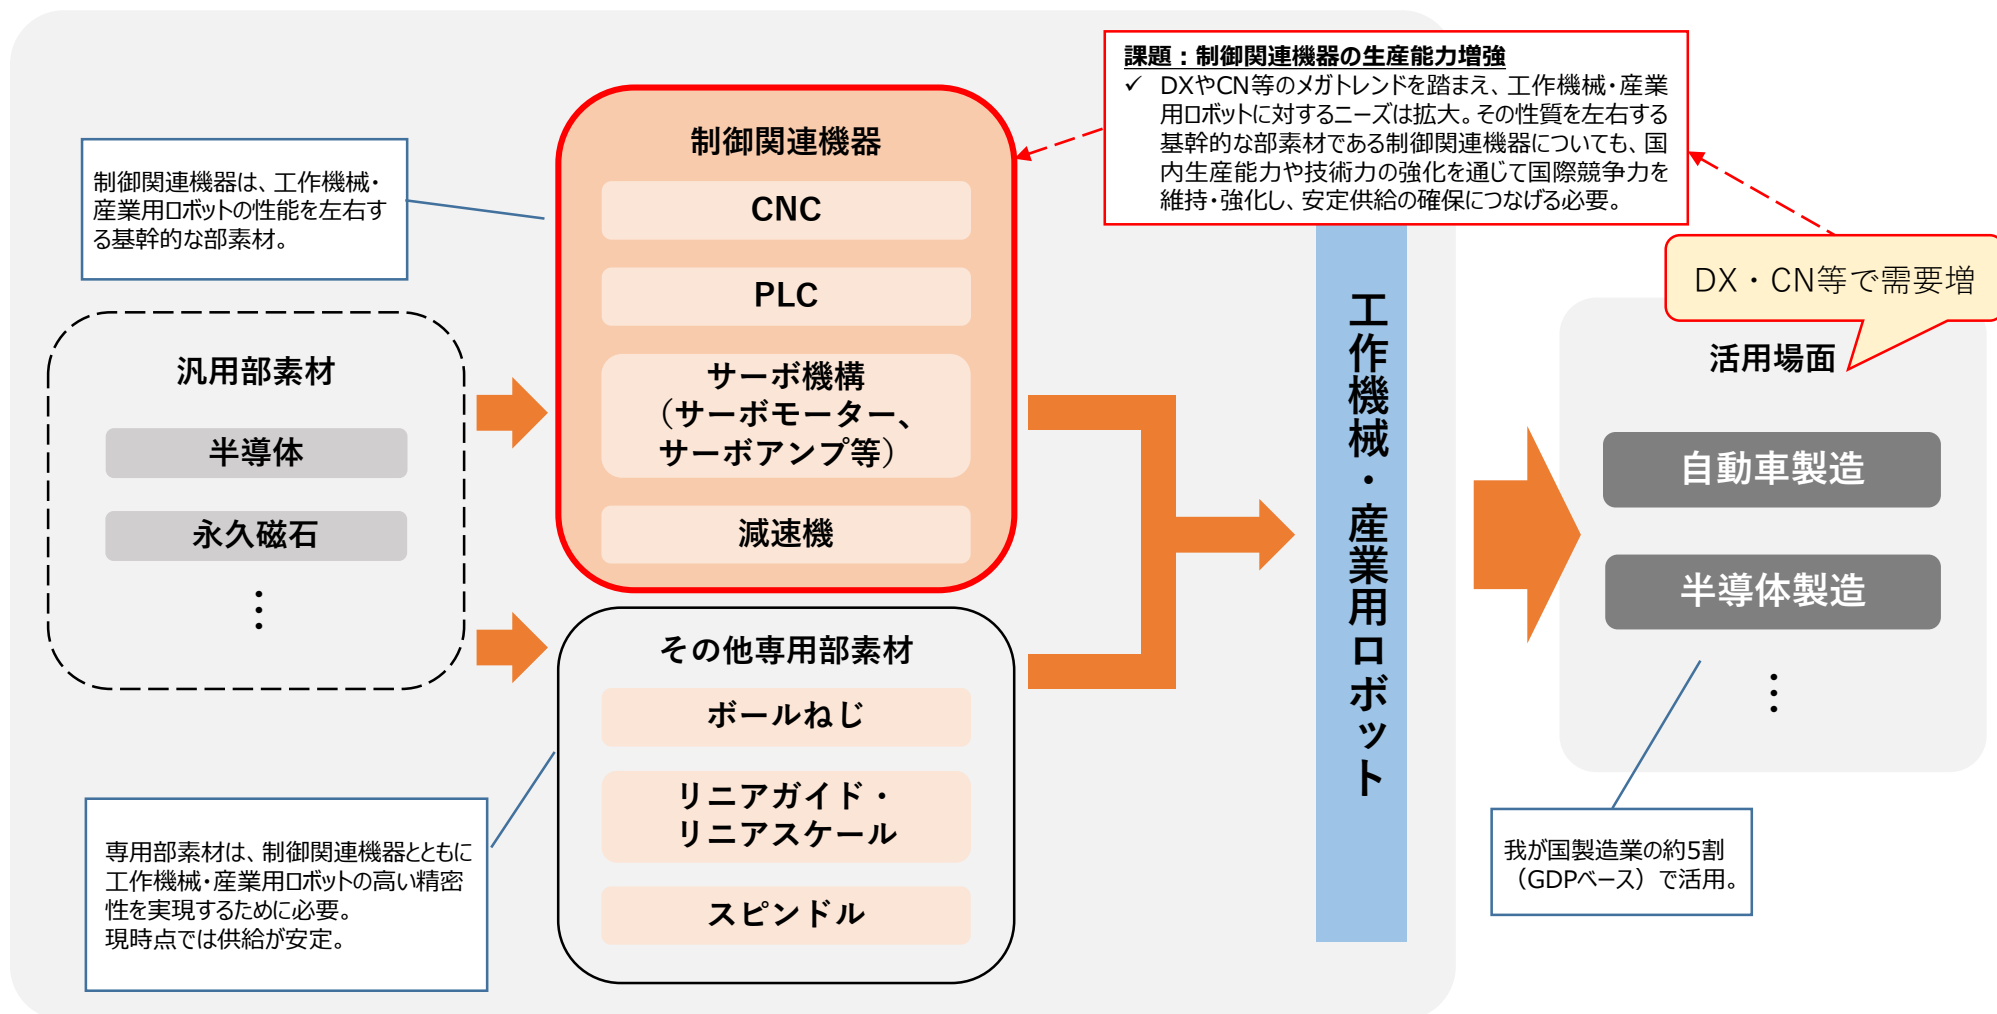 課題：制御関連機器の生産能力増強
✓ DXやCN等のメガトレンドを踏まえ、工作機械・産業
用ロボットに対するニーズは拡大。その性質を左右する
基幹的な部素材である制御関連機器についても、国
内生産能力や技術力の強化を通じて国際競争力を
維持・強化し、安定供給の確保につなげる必要。
制御関連機器は、工作機械・
産業用ロボットの性能を左右す
る基幹的な部素材。
汎用部素材
半導体
永久磁石
⋮
制御関連機器
CNC
PLC
サーボ機構
（サーボモーター、
サーボアンプ等）
減速機
その他専用部素材
ボールねじ
リニアガイド・
リニアスケール
スピンドル
専用部素材は、制御関連機器とともに
工作機械・産業用ロボットの高い精密
性を実現するために必要。
現時点では供給が安定。
工作機械・産業用ロボット
DX・CN等で需要増
活用場面
自動車製造
半導体製造
⋮
我が国製造業の約5割
（GDPベース）で活用。